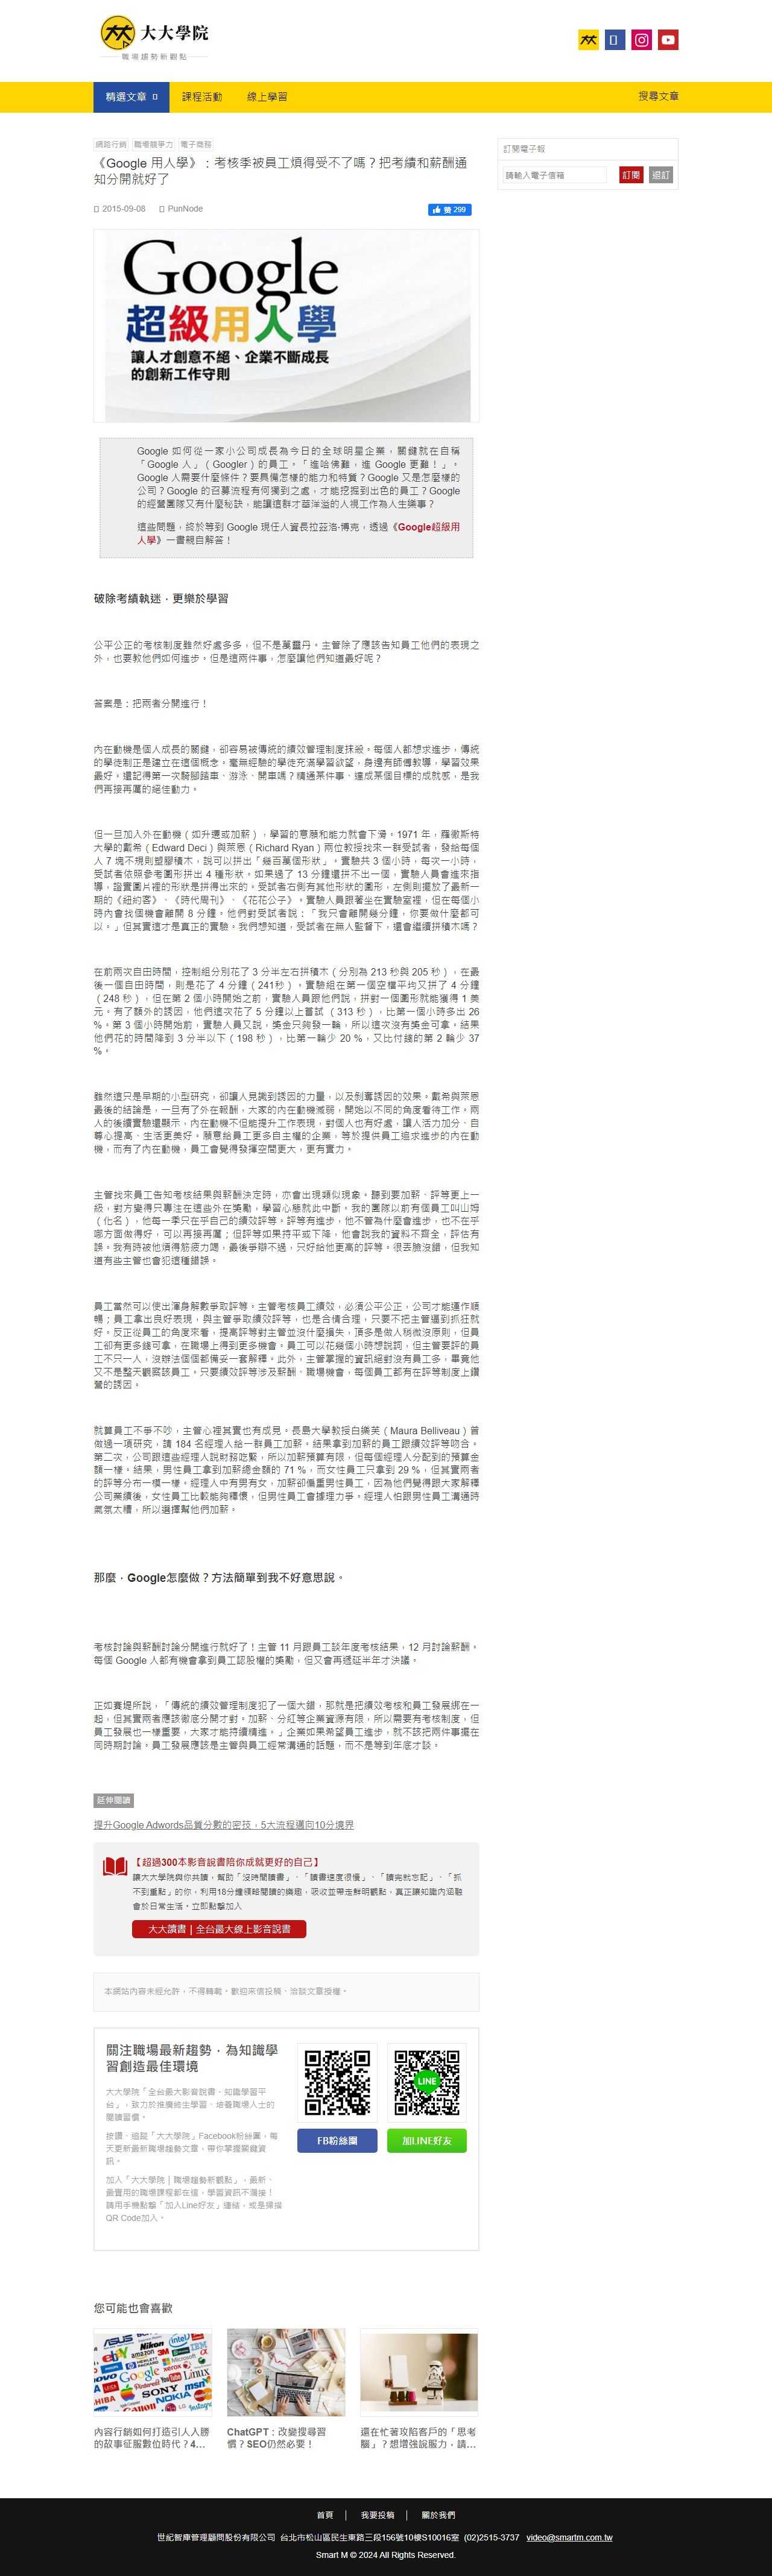 大大學院
職場趨勢新觀點
精選文章
課程活動
線上學習
搜尋文章
網路行銷 職場競爭力 電子商務
《Google 用人學》：考核季被員工煩得受不了嗎？把考績和薪酬通
知分開就好了
2015-09-08 PunNode
讚 299
訂閱電子報
請輸入電子信箱
訂閱 退訂
Google
超級用人學
讓人才創意不絕、企業不斷成長
的創新工作守則
Google 如何從一家小公司成長為今日的全球明星企業，關鍵就在自稱
「Google 人」（Googler）的員工。「進哈佛難，進 Google 更難！」，
Google 人需要什麼條件？要具備怎樣的能力和特質？Google 又是怎麼樣的
公司？Google 的召募流程有何獨到之處，才能挖掘到出色的員工？Google
的經營團隊又有什麼秘訣，能讓這群才華洋溢的人視工作為人生樂事？
這些問題，終於等到 Google 現任人資長拉茲洛‧博克，透過《Google超級用
人學》一書親自解答！
破除考績執迷，更樂於學習
公平公正的考核制度雖然好處多多，但不是萬靈丹。主管除了應該告知員工他們的表現之
外，也要教他們如何進步。但是這兩件事，怎麼讓他們知道最好呢？
答案是：把兩者分開進行！
內在動機是個人成長的關鍵，卻容易被傳統的績效管理制度抹殺。每個人都想求進步，傳統
的學徒制正是建立在這個概念。毫無經驗的學徒充滿學習欲望，身邊有師傅教導，學習效果
最好。還記得第一次騎腳踏車、游泳、開車嗎？精通某件事、達成某個目標的成就感，是我
們再接再厲的絕佳動力。
但一旦加入外在動機（如升遷或加薪），學習的意願和能力就會下滑。1971 年，羅徹斯特
大學的戴希（Edward Deci）與萊恩（Richard Ryan）兩位教授找來一群受試者，發給每個
人 7 塊不規則塑膠積木，說可以拼出「幾百萬個形狀」。實驗共 3 個小時，每次一小時，
受試者依照參考圖形拼出 4 種形狀。如果過了 13 分鐘還拼不出一個，實驗人員會進來指
導，證實圖片裡的形狀是拼得出來的。受試者右側有其他形狀的圖形，左側則擺放了最新一
期的《紐約客》、《時代周刊》、《花花公子》。實驗人員跟著坐在實驗室裡，但在每個小
時內會找個機會離開 8 分鐘。他們對受試者說：「我只會離開幾分鐘，你要做什麼都可
以。」但其實這才是真正的實驗。我們想知道，受試者在無人監督下，還會繼續拼積木嗎？
在前兩次自由時間，控制組分別花了 3 分半左右拼積木（分別為 213 秒與 205 秒），在最
後一個自由時間，則是花了 4 分鐘（241秒）。實驗組在第一個空檔平均又拼了 4 分鐘
（248 秒），但在第 2 個小時開始之前，實驗人員跟他們說，拼對一個圖形就能獲得 1 美
元。有了額外的誘因，他們這次花了 5 分鐘以上嘗試 （313 秒），比第一個小時多出 26
%。第 3 個小時開始前，實驗人員又說，獎金只夠發一輪，所以這次沒有獎金可拿。結果
他們花的時間降到 3 分半以下（198 秒），比第一輪少 20 %，又比付錢的第 2 輪少 37
%。
雖然這只是早期的小型研究，卻讓人見識到誘因的力量，以及剝奪誘因的效果。戴希與萊恩
最後的結論是，一旦有了外在報酬，大家的內在動機減弱，開始以不同的角度看待工作。兩
人的後續實驗還顯示，內在動機不但能提升工作表現，對個人也有好處，讓人活力加分、自
尊心提高、生活更美好。願意給員工更多自主權的企業，等於提供員工追求進步的內在動
機，而有了內在動機，員工會覺得發揮空間更大，更有實力。
主管找來員工告知考核結果與薪酬決定時，亦會出現類似現象。聽到要加薪、評等更上一
級，對方變得只專注在這些外在獎勵，學習心態就此中斷。我的團隊以前有個員工叫山姆
（化名），他每一季只在乎自己的績效評等。評等有進步，他不管為什麼會進步，也不在乎
哪方面做得好，可以再接再厲；但評等如果持平或下降，他會說我的資料不齊全，評估有
誤。我有時被他煩得筋疲力竭，最後爭辯不過，只好給他更高的評等。很丟臉沒錯，但我知
道有些主管也會犯這種錯誤。
員工當然可以使出渾身解數爭取評等。主管考核員工績效，必須公平公正，公司才能運作順
暢；員工拿出良好表現，與主管爭取績效評等，也是合情合理，只要不把主管逼到抓狂就
好。反正從員工的角度來看，提高評等對主管並沒什麼損失，頂多是做人稍微沒原則，但員
工卻有更多錢可拿，在職場上得到更多機會。員工可以花幾個小時想說詞，但主管要評的員
工不只一人，沒辦法個個都備妥一套解釋。此外，主管掌握的資訊絕對沒有員工多，畢竟他
又不是整天觀察該員工。只要績效評等涉及薪酬、職場機會，每個員工都有在評等制度上鑽
營的誘因。
就算員工不爭不吵，主管心裡其實也有成見。長島大學教授白樂芙（Maura Belliveau）曾
做過一項研究，請 184 名經理人給一群員工加薪。結果拿到加薪的員工跟績效評等吻合。
第二次，公司跟這些經理人說財務吃緊，所以加薪預算有限，但每個經理人分配到的預算金
額一樣。結果，男性員工拿到加薪總金額的 71 %，而女性員工只拿到 29 %，但其實兩者
的評等分布一模一樣。經理人中有男有女，加薪卻偏重男性員工，因為他們覺得跟大家解釋
公司業績後，女性員工比較能夠釋懷，但男性員工會據理力爭。經理人怕跟男性員工溝通時
氣氛太糟，所以選擇幫他們加薪。
那麼，Google怎麼做？方法簡單到我不好意思說。
考核討論與薪酬討論分開進行就好了！主管 11 月跟員工談年度考核結果，12 月討論薪酬。
每個 Google 人都有機會拿到員工認股權的獎勵，但又會再遞延半年才決議。
正如賽堤所說，「傳統的績效管理制度犯了一個大錯，那就是把績效考核和員工發展綁在一
起，但其實兩者應該徹底分開才對。加薪、分紅等企業資源有限，所以需要有考核制度，但
員工發展也一樣重要，大家才能持續精進。」企業如果希望員工進步，就不該把兩件事擺在
同時期討論。員工發展應該是主管與員工經常溝通的話題，而不是等到年底才談。
延伸閱讀
提升Google Adwords品質分數的密技，5大流程邁向10分境界
【 超過300本影音說書陪你成就更好的自己 】
讓大大學院與你共讀，幫助「沒時間讀書」、「讀書速度很慢」、「讀完就忘記」、「抓
不到重點」的你，利用18分鐘領略閱讀的樂趣，吸收並帶走鮮明觀點，真正讓知識內涵融
會於日常生活。立即點擊加入
大大讀書 | 全台最大線上影音說書
本網站內容未經允許，不得轉載。歡迎來信投稿、洽談文章授權。
關注職場最新趨勢，為知識學
習創造最佳環境
大大學院「全台最大影音說書、知識學習平
台」，致力於推廣終生學習、培養職場人士的
閱讀習慣。
按讚、追蹤「大大學院」Facebook粉絲團，每
天更新最新職場趨勢文章，帶你掌握關鍵資
訊。
加入「大大學院 | 職場趨勢新觀點」，最新、
最實用的職場課程都在這，學習資訊不漏接！
請用手機點擊「加入Line好友」連結，或是掃描
QR Code加入。
LINE
FB粉絲團
加LINE好友
您可能也會喜歡
ASUS
Nikon
intel
ebay
amazon
IBM
HUAWEI
Google
Linux
YouTube
SONY
NOKIA
Canon
內容行銷如何打造引人入勝
的故事征服數位時代？4...
ChatGPT：改變搜尋習
慣？SEO仍然必要！
還在忙著攻陷客戶的「思考
腦」？想增強說服力，請...
首頁 | 我要投稿 | 關於我們
世紀智庫管理顧問股份有限公司 台北市松山區民生東路三段156號10樓S10016室 (02)2515-3737 video@smartm.com.tw
Smart M © 2024 All Rights Reserved.